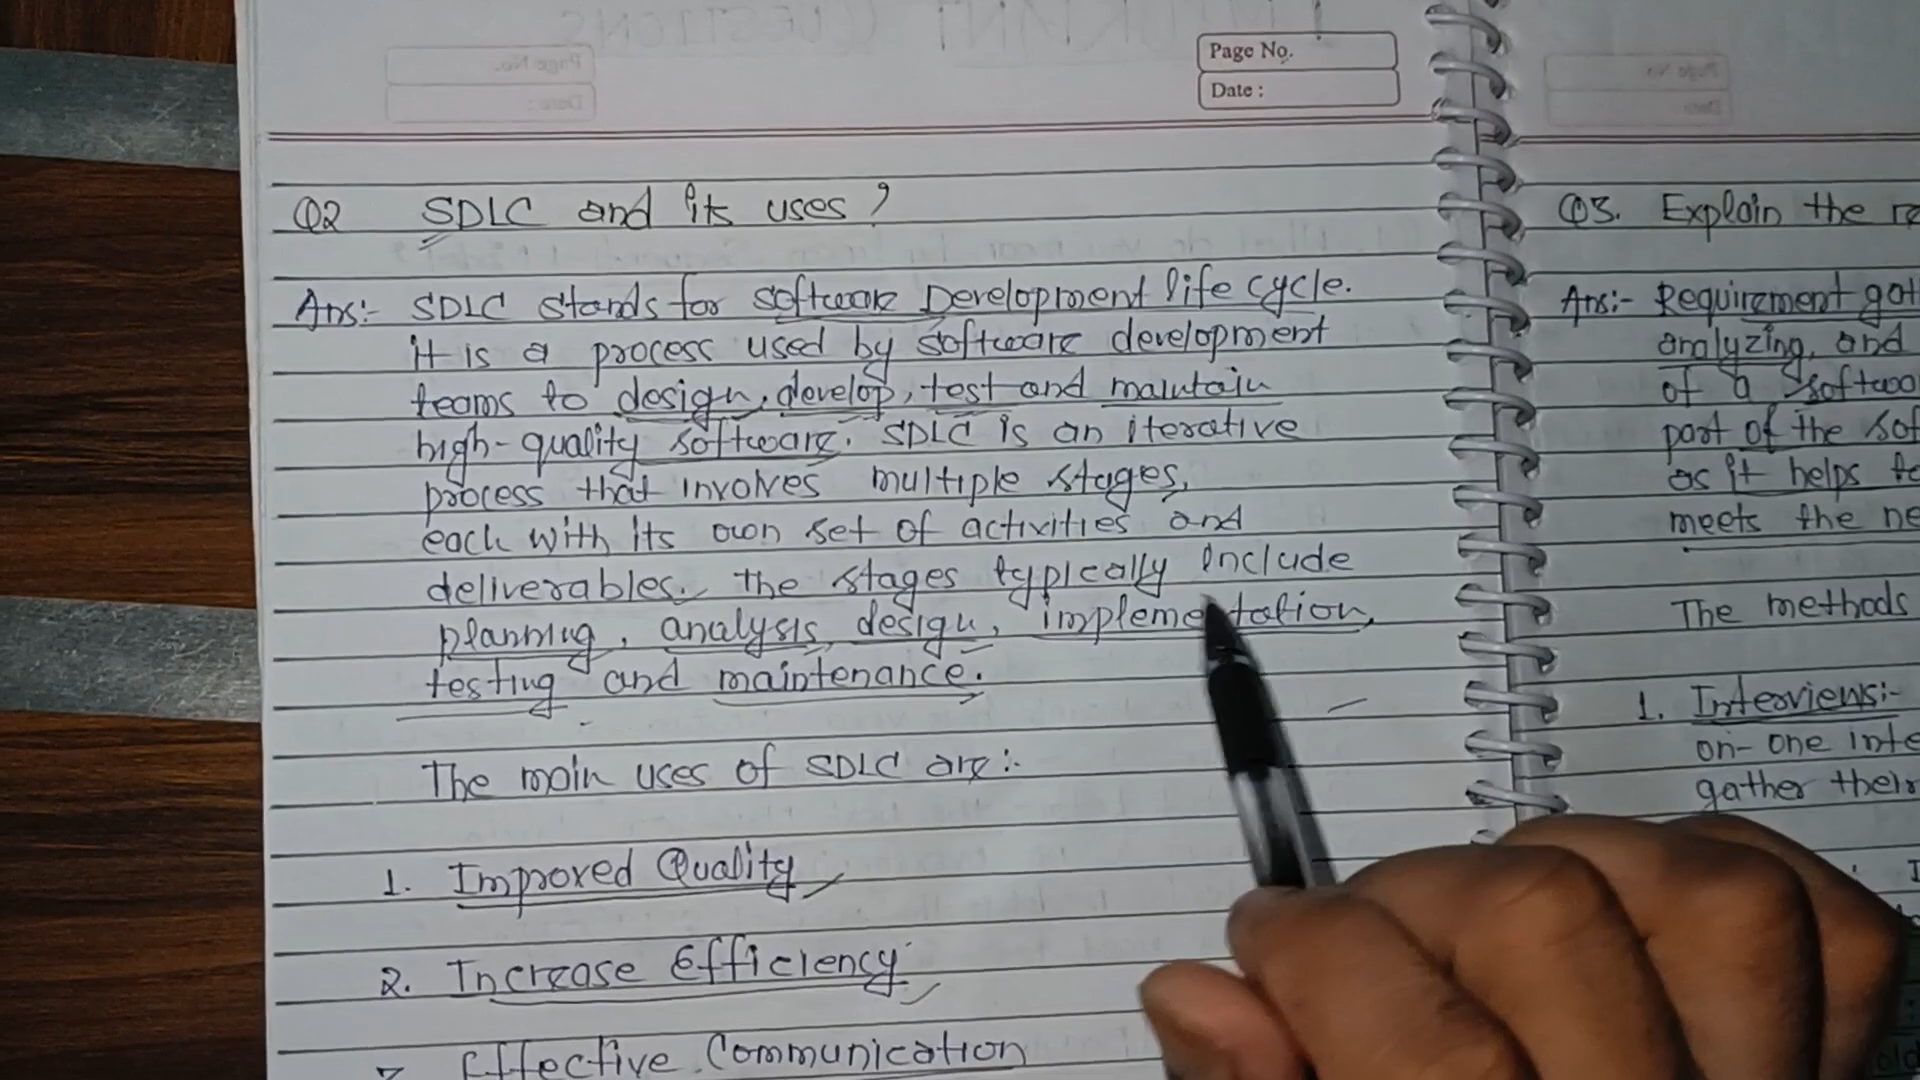 Page No.
Date :
Q2 SDLC and its uses?
Ans:- SDLC stands for software Development life cycle.
it is a process used by software development
teams to design, develop, test and maintain
high-quality software. SDLC is an iterative
process that involves multiple stages,
each with its own set of activities and
deliverables. The stages typically include
planning, analysis, design, implementation,
testing and maintenance.
The main uses of SDLC are:-
1. Improved Quality
2. Increase Efficiency
Effective Communication
Q3. Explain the
Ans:- Requirement
analyzing, and
of a
part of the
as it helps
meets the
The methods
1. Interviews:-
on-one
gather their